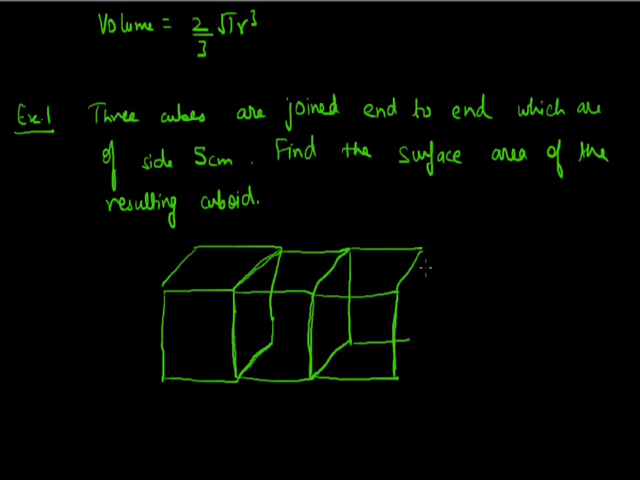 Volume = 2/3 πr³
Ex.1 Three cubes are joined end to end which are
of side 5cm. Find the surface area of the
resulting cuboid.